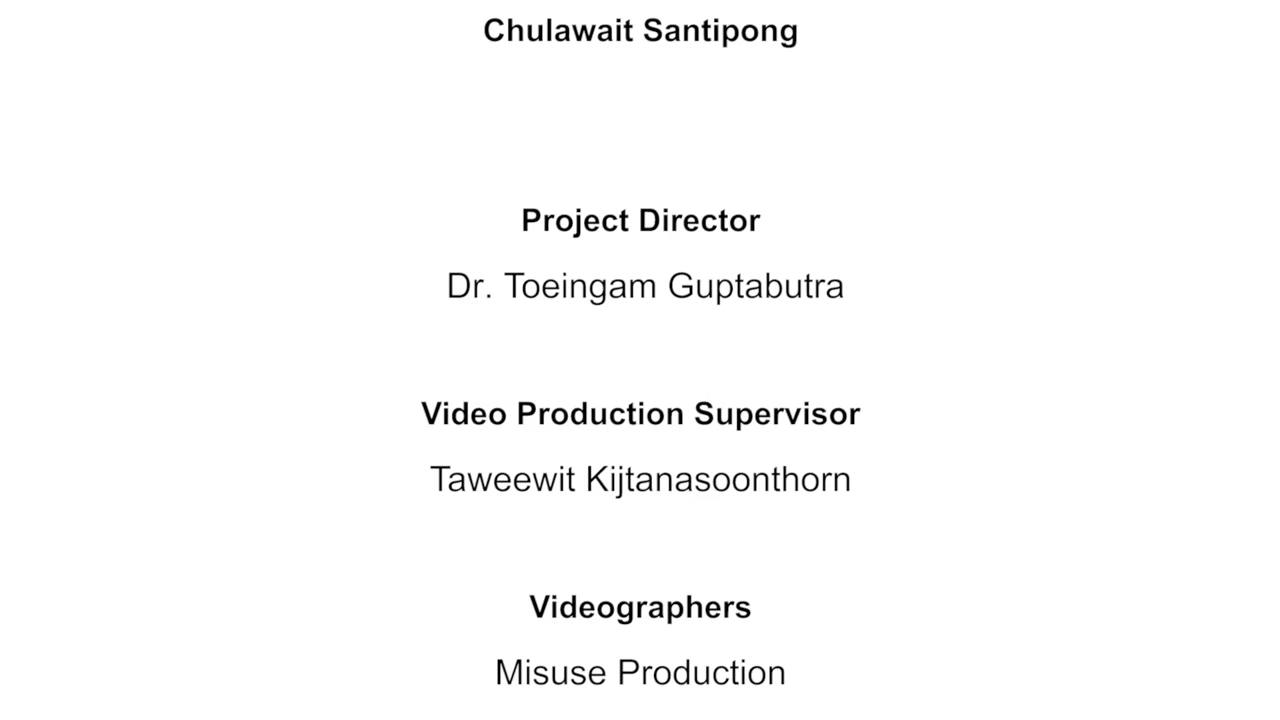 Chulawait Santipong
Project Director
Dr. Toeingam Guptabutra
Video Production Supervisor
Taweewit Kijtanasoonthorn
Videographers
Misuse Production